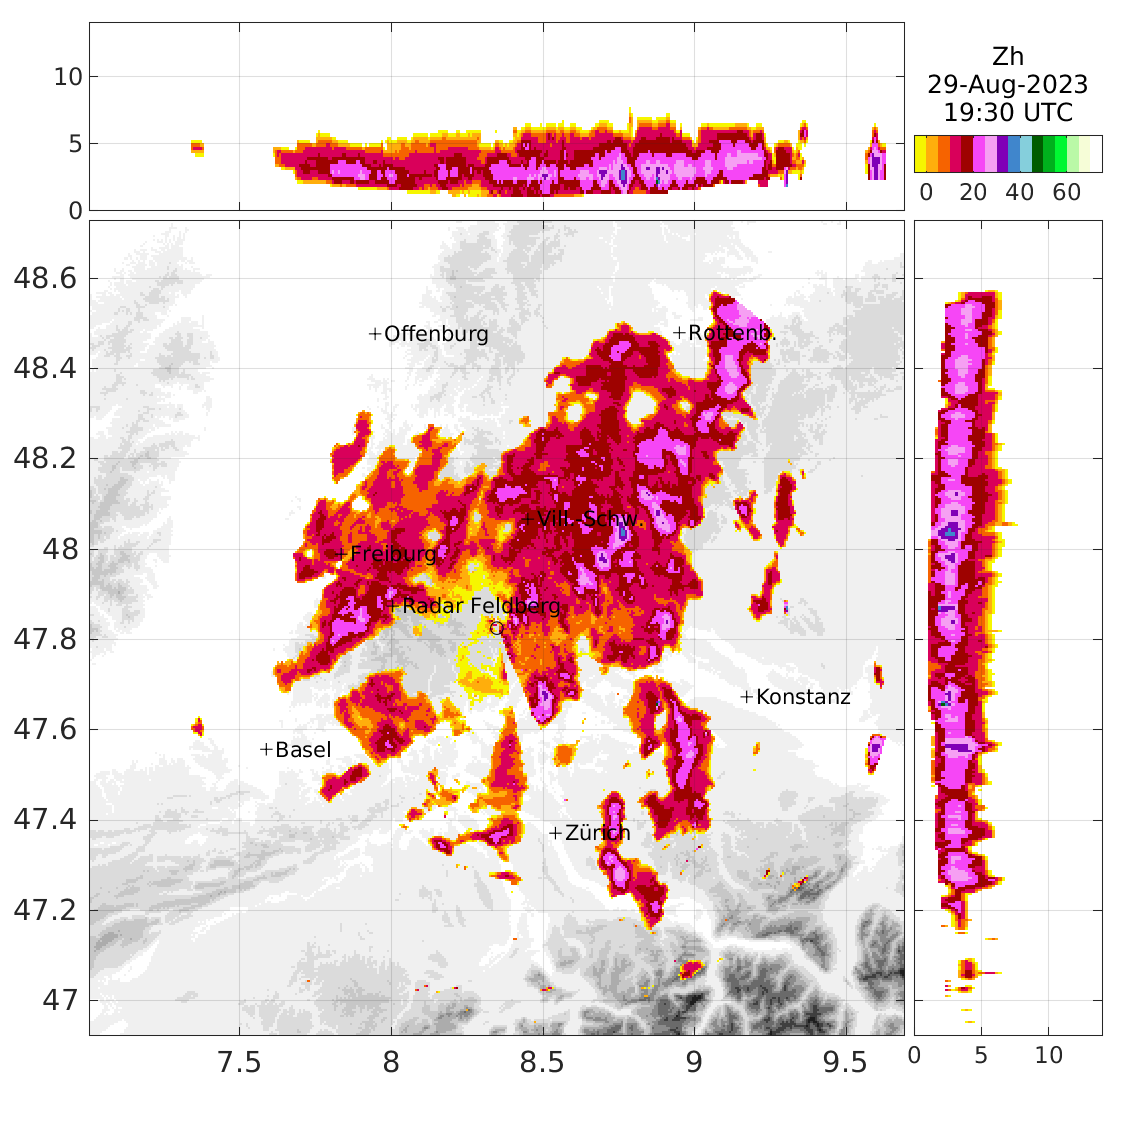 10
5
0
Zh
29-Aug-2023
19:30 UTC
0 20 40 60
48.6
48.4
48.2
48
47.8
47.6
47.4
47.2
47
+Offenburg
+Rottenb.
+Vill.-Schw.
+Freiburg
+Radar Feldberg
+Konstanz
+Basel
+Zürich
7.5 8 8.5 9 9.5
0 5 10